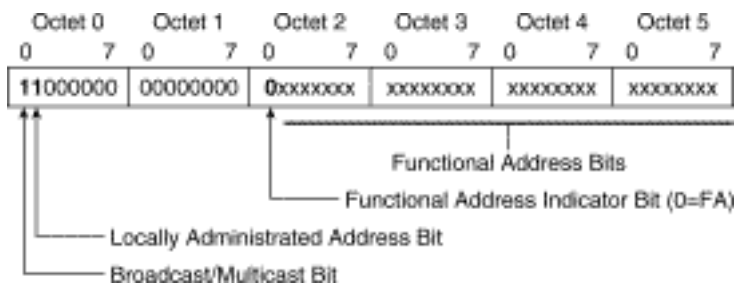 Octet 0 Octet 1 Octet 2 Octet 3 Octet 4 Octet 5
0 7 0 7 0 7 0 7 0 7 0 7
11000000 00000000 0xxxxxxx xxxxxxxx xxxxxxxx xxxxxxxx
Functional Address Bits
Functional Address Indicator Bit (0=FA)
Locally Administrated Address Bit
Broadcast/Multicast Bit